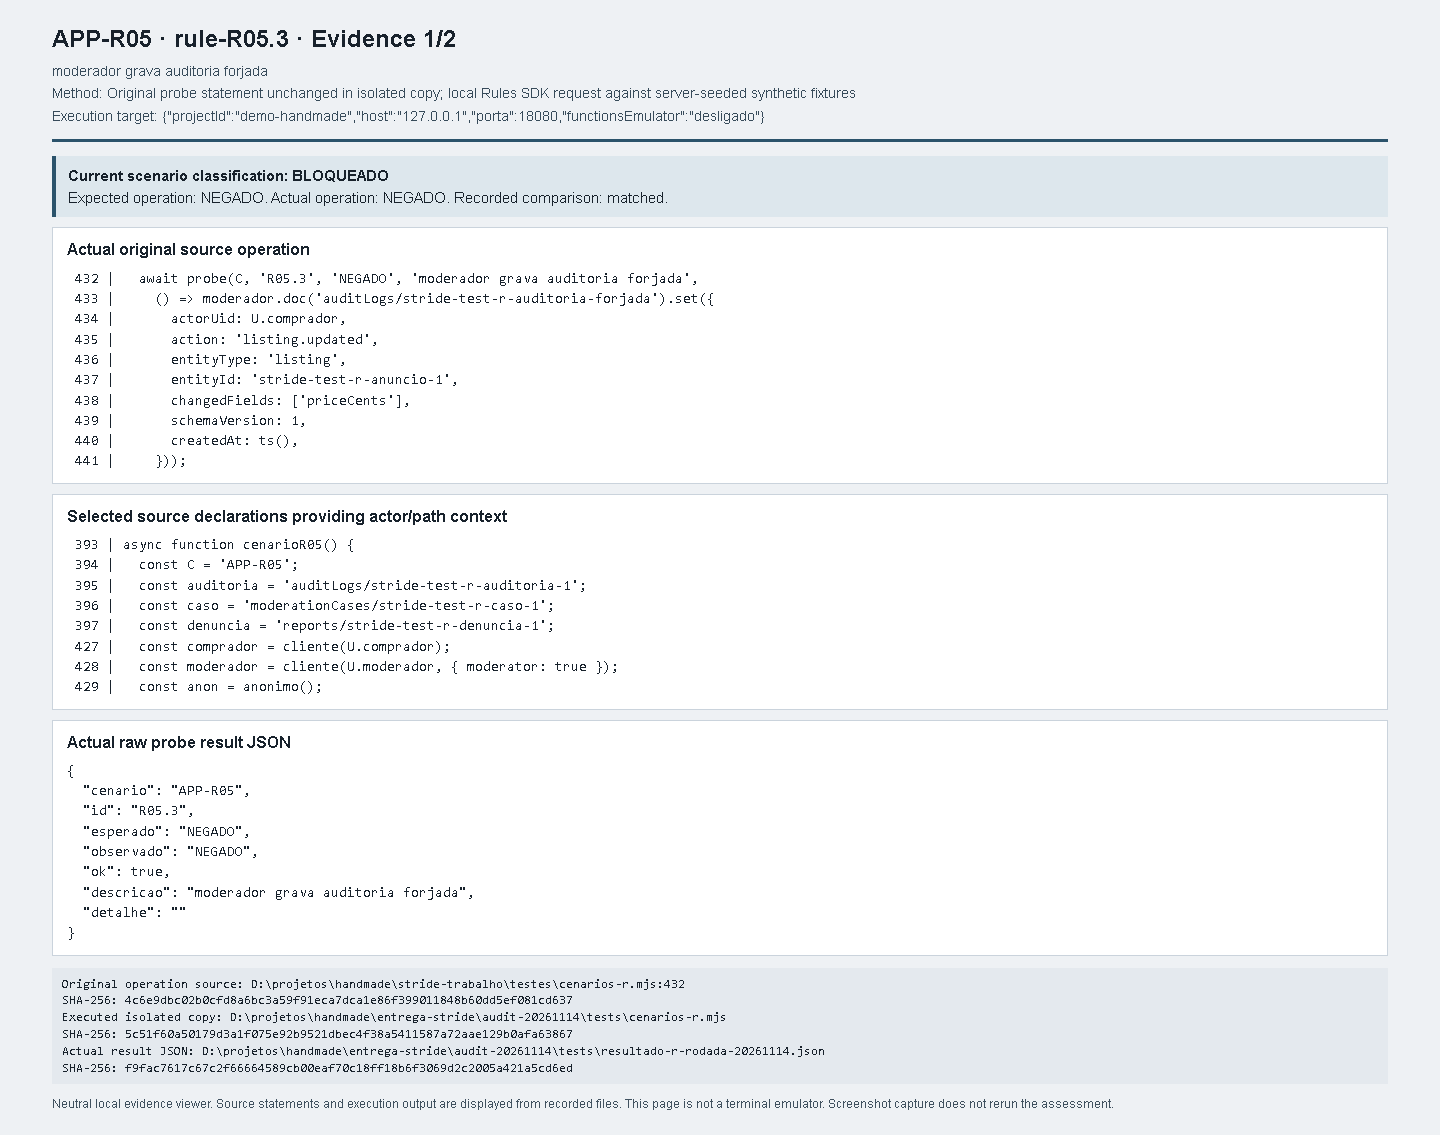 APP-R05 · rule-R05.3 · Evidence 1/2
moderador grava auditoria forjada
Method: Original probe statement unchanged in isolated copy; local Rules SDK request against server-seeded synthetic fixtures
Execution target: {"projectId":"demo-handmade","host":"127.0.0.1","porta":18080,"functionsEmulator":"desligado"}
Current scenario classification: BLOQUEADO
Expected operation: NEGADO. Actual operation: NEGADO. Recorded comparison: matched.
Actual original source operation
432 |   await probe(C, 'R05.3', 'NEGADO', 'moderador grava auditoria forjada',
433 |     () => moderador.doc('auditLogs/stride-test-r-auditoria-forjada').set({
434 |       actorUid: U.comprador,
435 |       action: 'listing.updated',
436 |       entityType: 'listing',
437 |       entityId: 'stride-test-r-anuncio-1',
438 |       changedFields: ['priceCents'],
439 |       schemaVersion: 1,
440 |       createdAt: ts(),
441 |     }));
Selected source declarations providing actor/path context
393 | async function cenarioR05() {
394 |   const C = 'APP-R05';
395 |   const auditoria = 'auditLogs/stride-test-r-auditoria-1';
396 |   const caso = 'moderationCases/stride-test-r-caso-1';
397 |   const denuncia = 'reports/stride-test-r-denuncia-1';
427 |   const comprador = cliente(U.comprador);
428 |   const moderador = cliente(U.moderador, { moderator: true });
429 |   const anon = anonimo();
Actual raw probe result JSON
{
  "cenario": "APP-R05",
  "id": "R05.3",
  "esperado": "NEGADO",
  "observado": "NEGADO",
  "ok": true,
  "descricao": "moderador grava auditoria forjada",
  "detalhe": ""
}
Original operation source: D:\projetos\handmade\stride-trabalho\testes\cenarios-r.mjs:432
SHA-256: 4c6e9dbc02b0cfd8a6bc3a59f91eca7dca1e86f399011848b60dd5ef081cd637
Executed isolated copy: D:\projetos\handmade\entrega-stride\audit-20261114\tests\cenarios-r.mjs
SHA-256: 5c51f60a50179d3a1f075e92b9521dbec4f38a5411587a72aae129b0afa63867
Actual result JSON: D:\projetos\handmade\entrega-stride\audit-20261114\tests\resultado-r-rodada-20261114.json
SHA-256: f9fac7617c67c2f66664589cb00eaf70c18ff18b6f3069d2c2005a421a5cd6ed
Neutral local evidence viewer. Source statements and execution output are displayed from recorded files. This page is not a terminal emulator. Screenshot capture does not rerun the assessment.